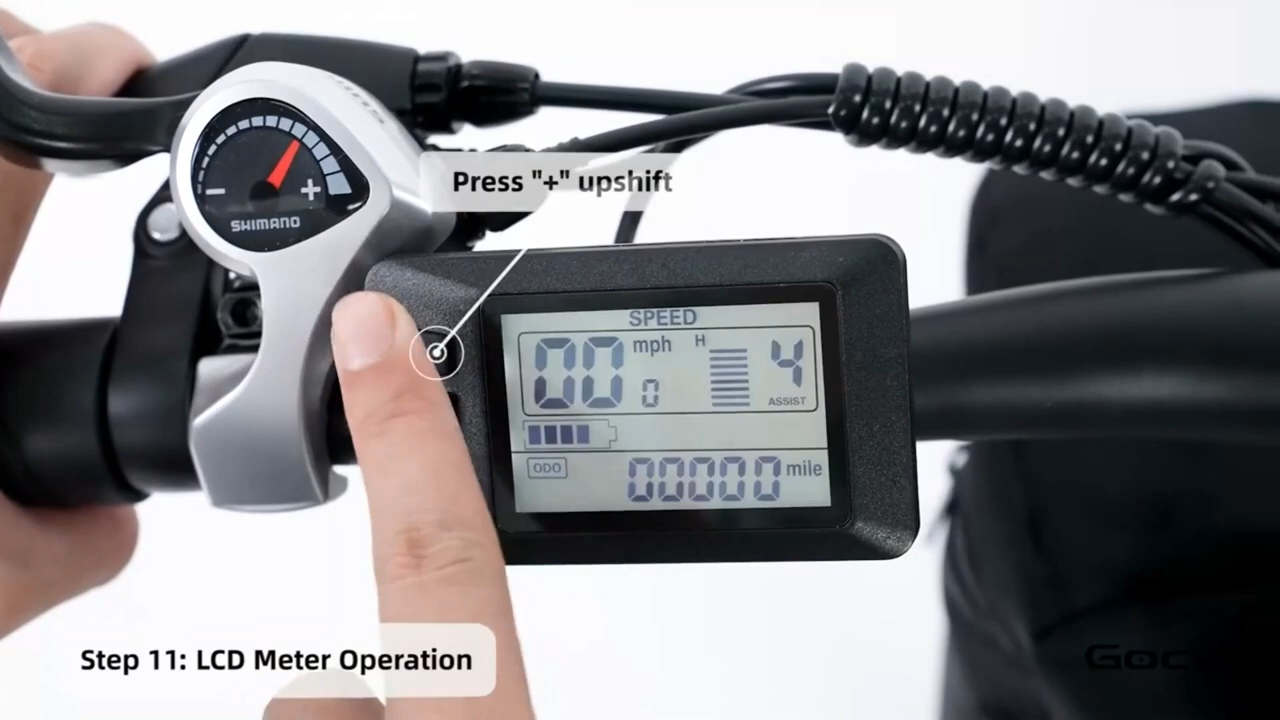 SHIMANO
Press "+" upshift
SPEED
00 mph
0
H
4
ASSIST
ODO
00000 mile
Step 11: LCD Meter Operation